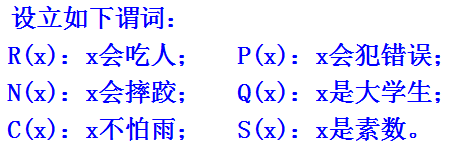 设立如下谓词：
R(x)：x会吃人； P(x)：x会犯错误；
N(x)：x会摔跤； Q(x)：x是大学生；
C(x)：x不怕雨； S(x)：x是素数。